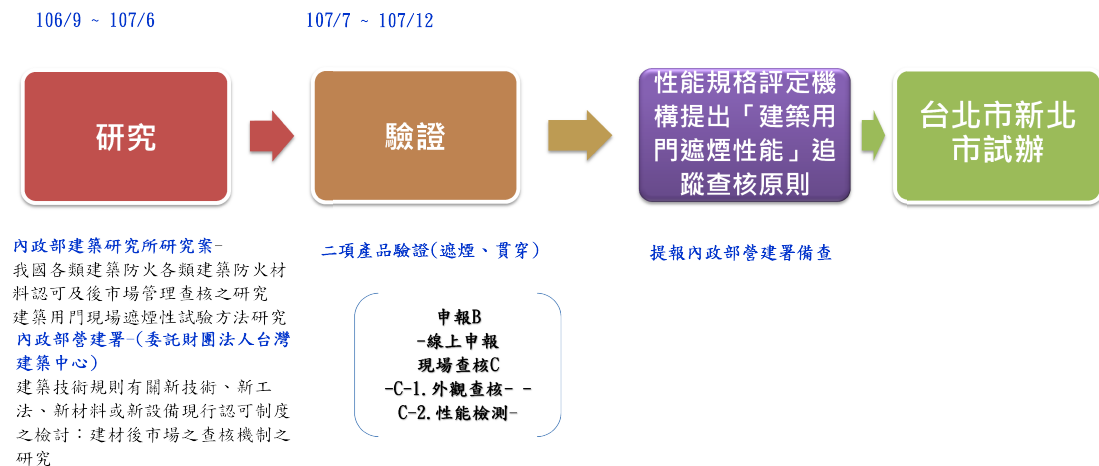 106/9 ~ 107/6
107/7 ~ 107/12
研究
驗證
性能規格評定機
構提出「建築用
門遮煙性能」追
蹤查核原則
台北市新北
市試辦
內政部建築研究所研究案-
我國各類建築防火各類建築防火材
料認可及後市場管理查核之研究
建築用門現場遮煙性試驗方法研究
內政部營建署-(委託財團法人台灣
建築中心)
建築技術規則有關新技術、新工
法、新材料或新設備現行認可制度
之檢討：建材後市場之查核機制之
研究
二項產品驗證(遮煙、貫穿)
申報B
-線上申報
現場查核C
-C-1.外觀查核- -
C-2.性能檢測-
提報內政部營建署備查